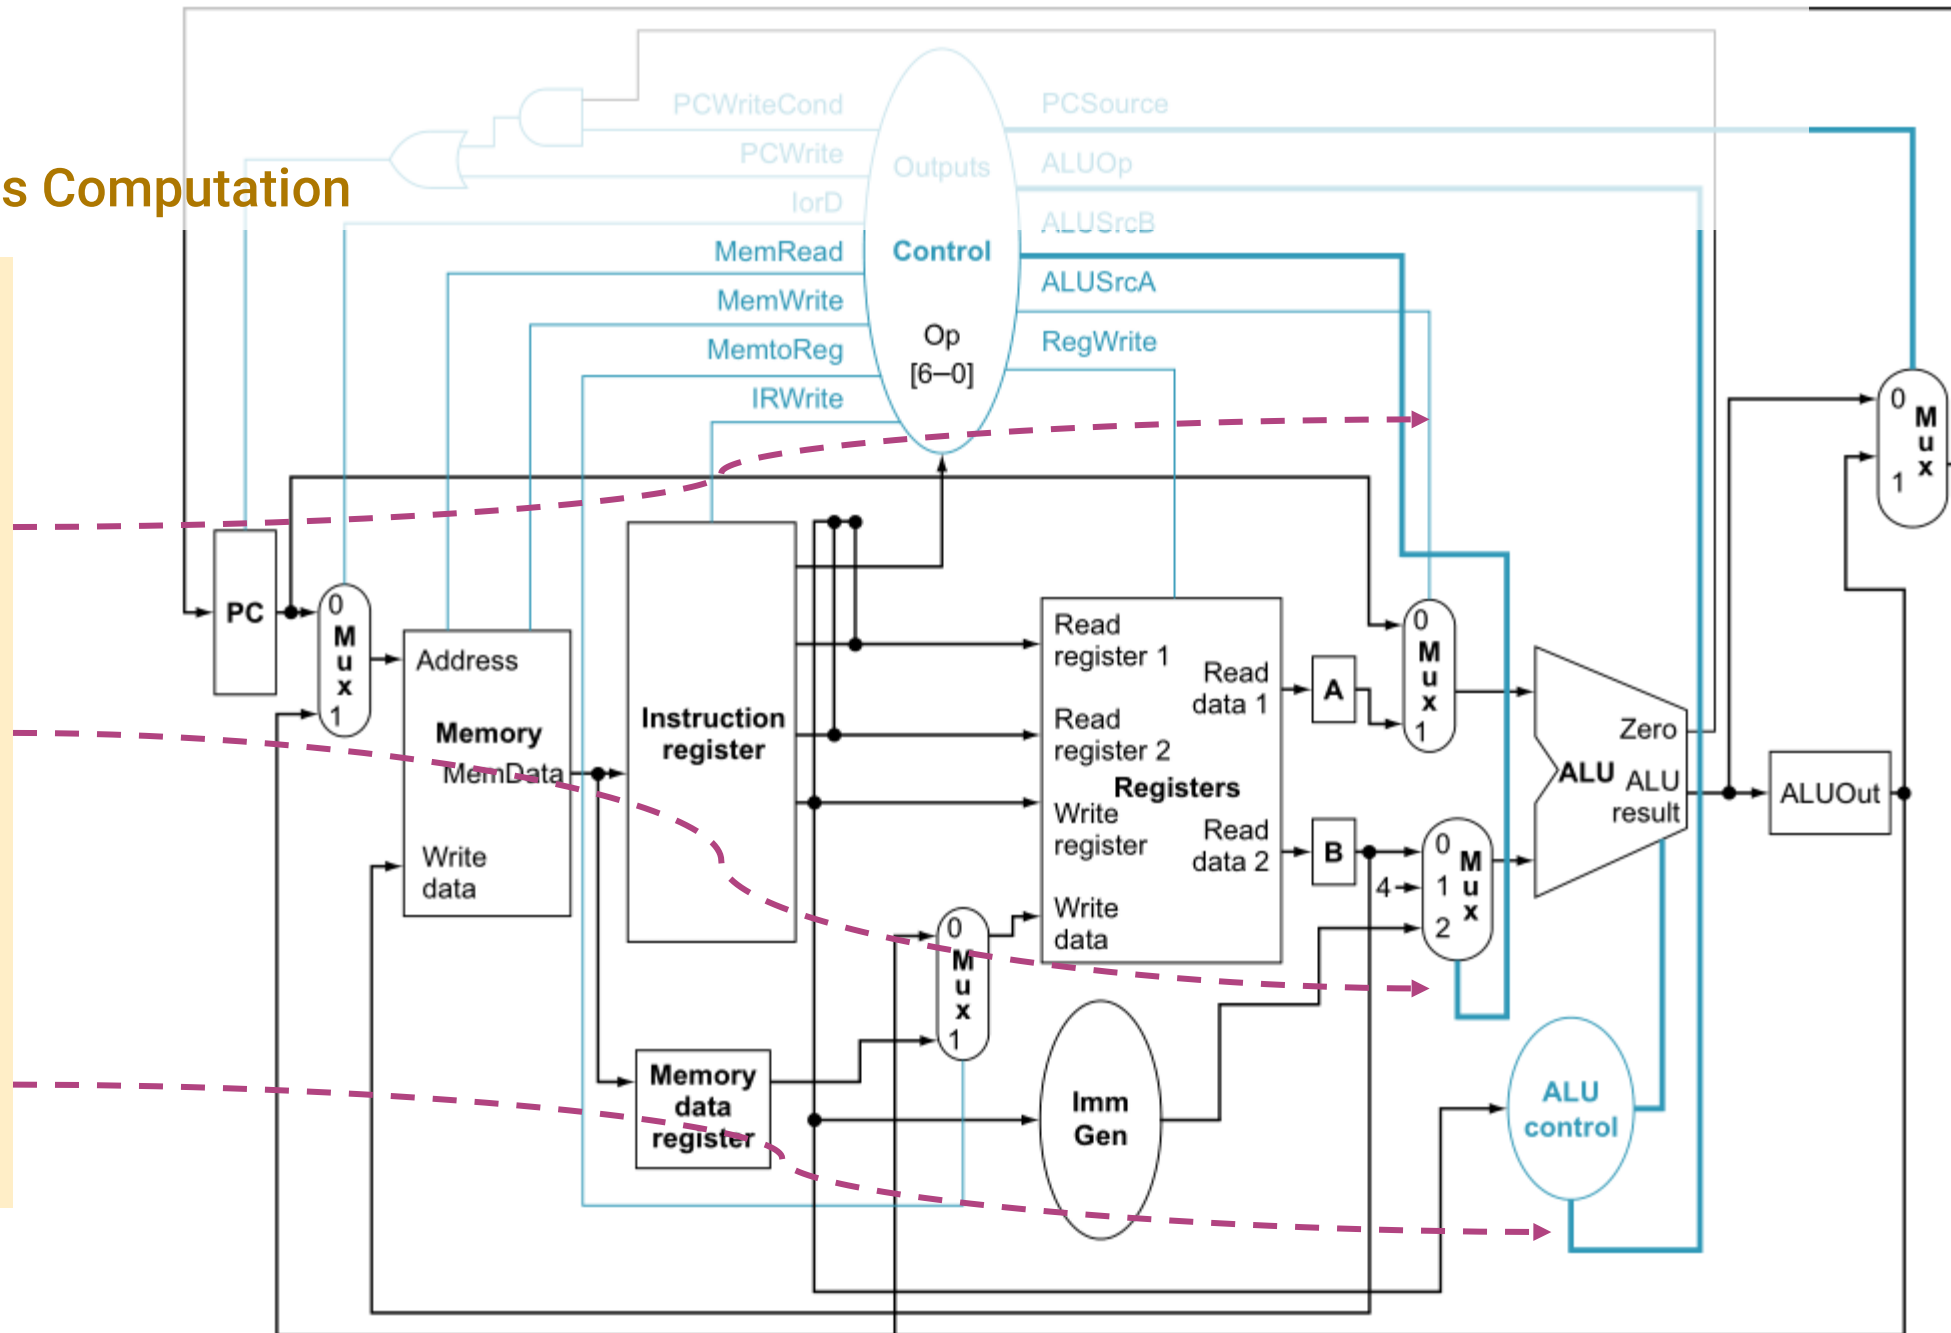 s Computation
PCWriteCond
PCWrite
IorD
MemRead
MemWrite
MemtoReg
IRWrite
Outputs
Control
Op
[6–0]
PCSource
ALUOp
ALUSrcB
ALUSrcA
RegWrite
PC
0
M
u
x
1
Address
Memory
MemData
Write
data
Instruction
register
Memory
data
register
0
M
u
x
1
Read
register 1
Read
register 2
Registers
Write
register
Write
data
Read
data 1
Read
data 2
Imm
Gen
A
B
4
0
M
u
x
1
0
1
2
M
u
x
Zero
ALU
ALU
result
ALU
control
ALUOut
0
1
M
u
x